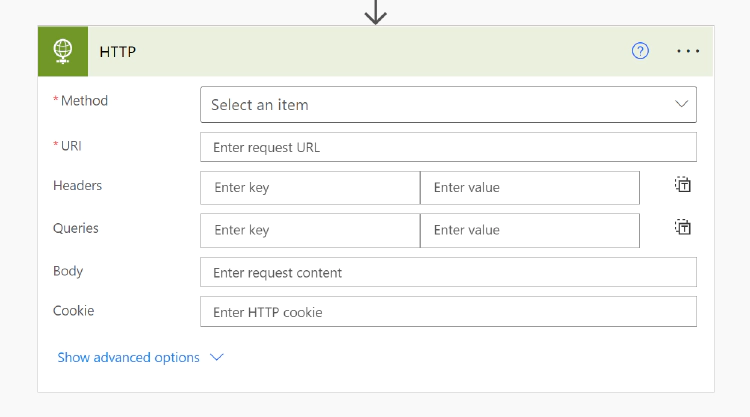 HTTP
* Method
Select an item
* URI
Enter request URL
Headers
Enter key
Enter value
Queries
Enter key
Enter value
Body
Enter request content
Cookie
Enter HTTP cookie
Show advanced options